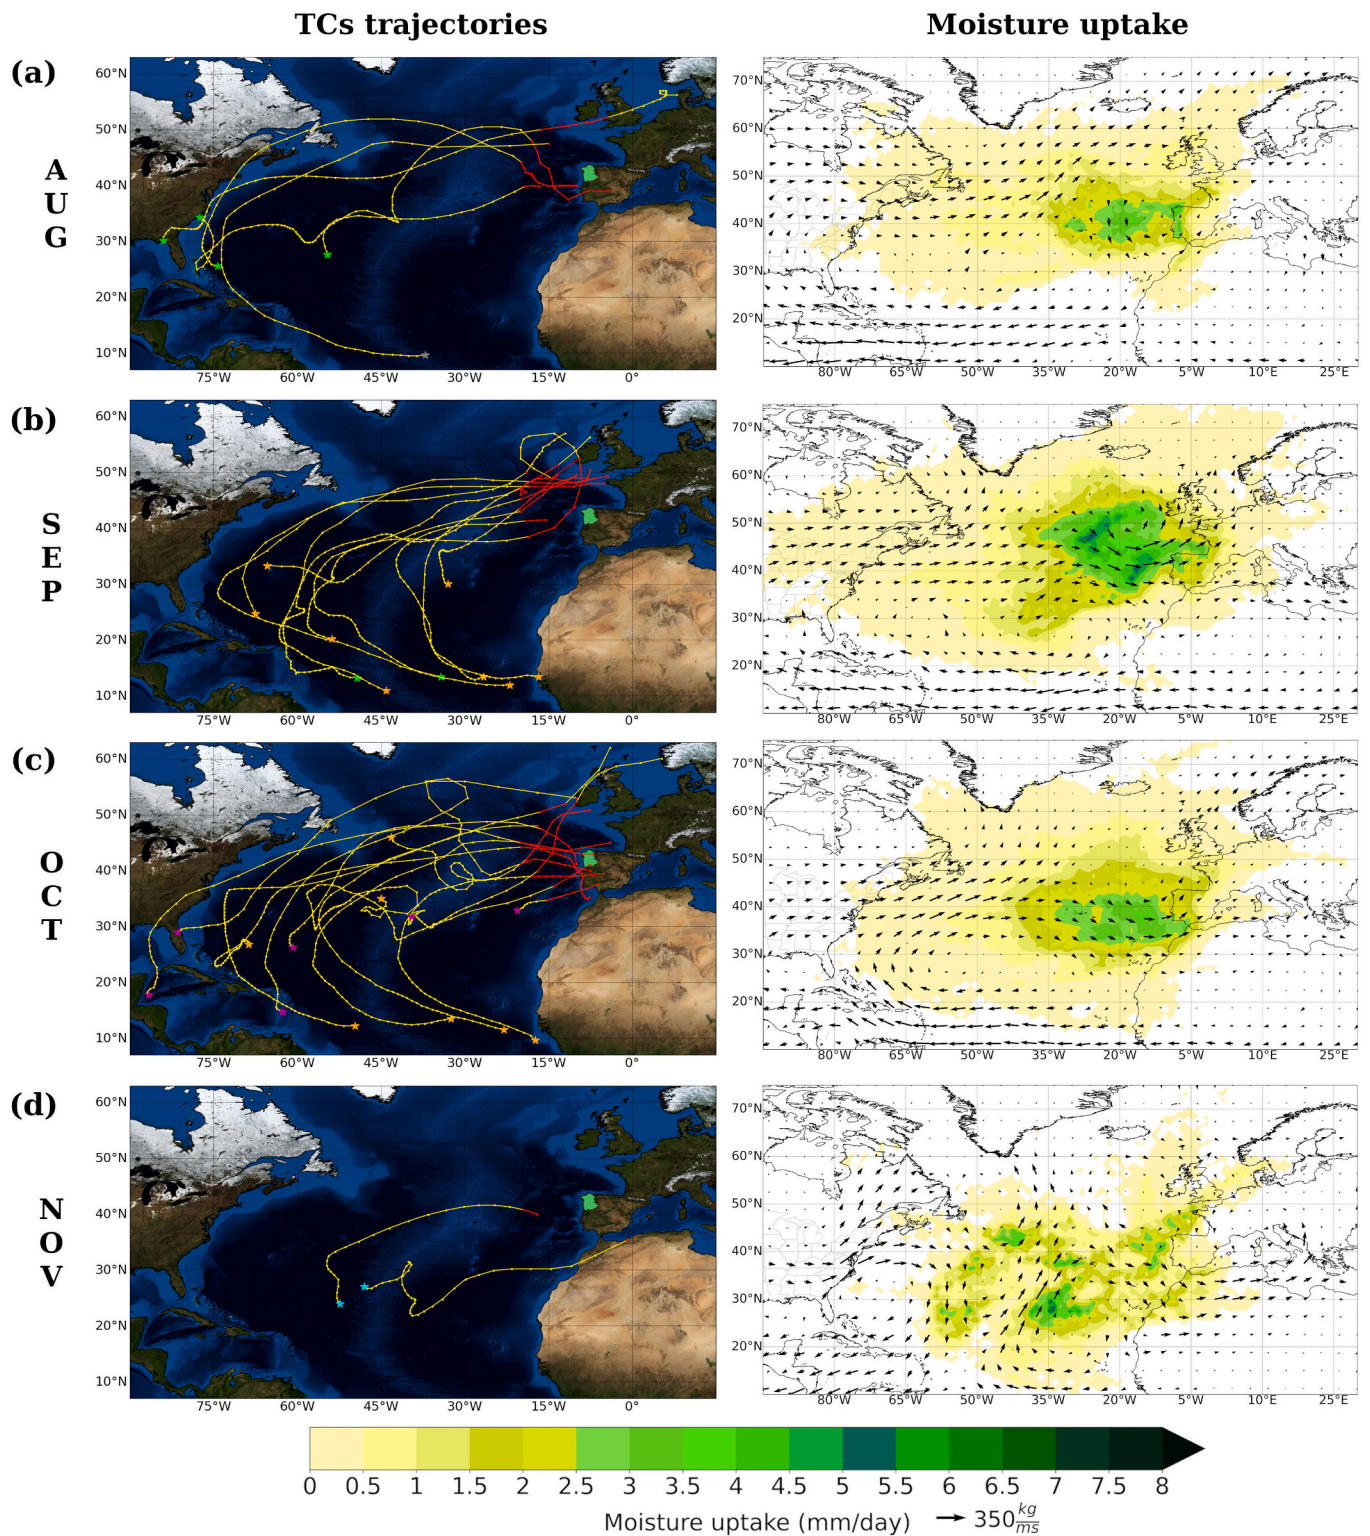 TCs trajectories
Moisture uptake
(a)
A
U
G
60°N
50°N
40°N
30°N
20°N
10°N
75°W 60°W 45°W 30°W 15°W 0°
70°N
60°N
50°N
40°N
30°N
20°N
80°W 65°W 50°W 35°W 20°W 5°W 10°E 25°E
(b)
S
E
P
60°N
50°N
40°N
30°N
20°N
10°N
75°W 60°W 45°W 30°W 15°W 0°
70°N
60°N
50°N
40°N
30°N
20°N
80°W 65°W 50°W 35°W 20°W 5°W 10°E 25°E
(c)
O
C
T
60°N
50°N
40°N
30°N
20°N
10°N
75°W 60°W 45°W 30°W 15°W 0°
70°N
60°N
50°N
40°N
30°N
20°N
80°W 65°W 50°W 35°W 20°W 5°W 10°E 25°E
(d)
N
O
V
60°N
50°N
40°N
30°N
20°N
10°N
75°W 60°W 45°W 30°W 15°W 0°
70°N
60°N
50°N
40°N
30°N
20°N
80°W 65°W 50°W 35°W 20°W 5°W 10°E 25°E
0 0.5 1 1.5 2 2.5 3 3.5 4 4.5 5 5.5 6 6.5 7 7.5 8
Moisture uptake (mm/day) → 350 kg/ms